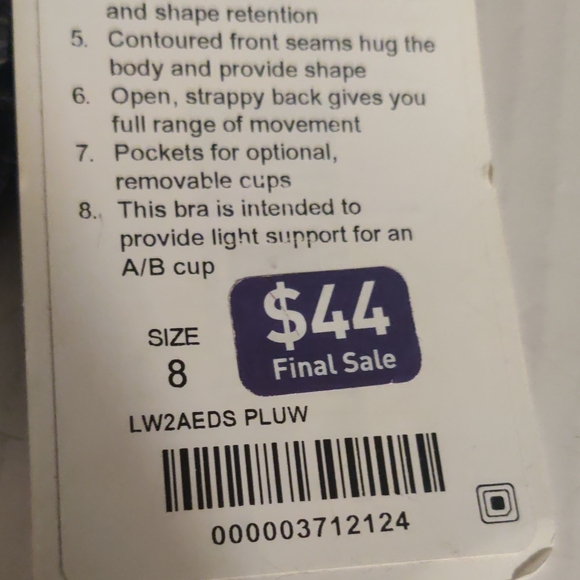 and shape retention
5. Contoured front seams hug the
body and provide shape
6. Open, strappy back gives you
full range of movement
7. Pockets for optional,
removable cups
8. This bra is intended to
provide light support for an
A/B cup
$44
Final Sale
SIZE
8
LW2AEDS PLUW
000003712124